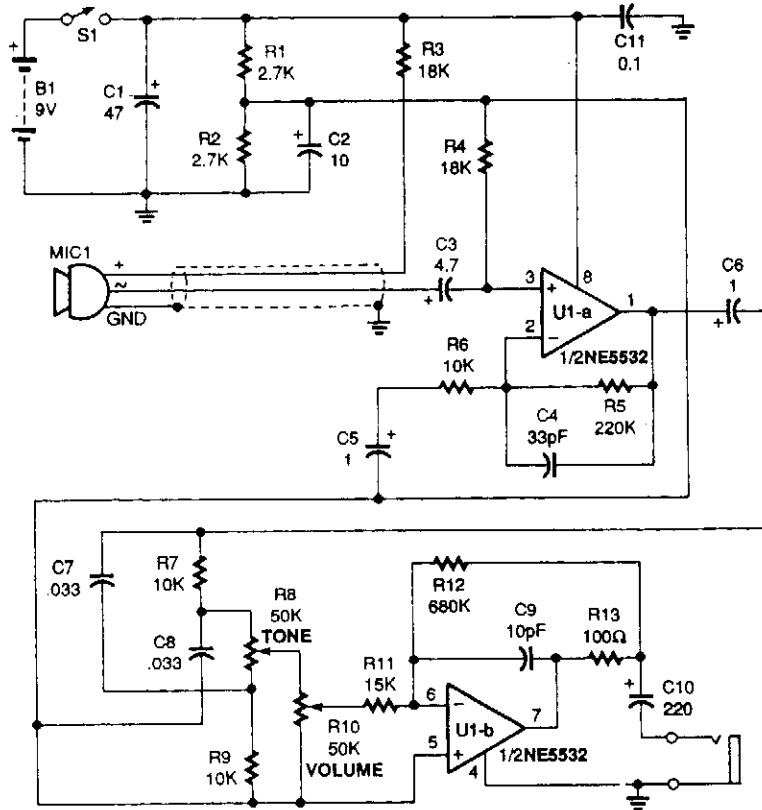 +
S1
B1
9V
C1
47
+
R1
2.7K
R2
2.7K
+
C2
10
R3
18K
R4
18K
C11
0.1
MIC1
+
~
GND
C3
4.7
+
3
+
8
U1-a
1
2
−
1/2NE5532
C6
1
+
R6
10K
R5
220K
C4
33pF
C5
1
+
C7
.033
R7
10K
R8
50K
TONE
C8
.033
R9
10K
R10
50K
VOLUME
R11
15K
R12
680K
C9
10pF
R13
100Ω
6
−
U1-b
7
5
+
4
1/2NE5532
+
C10
220